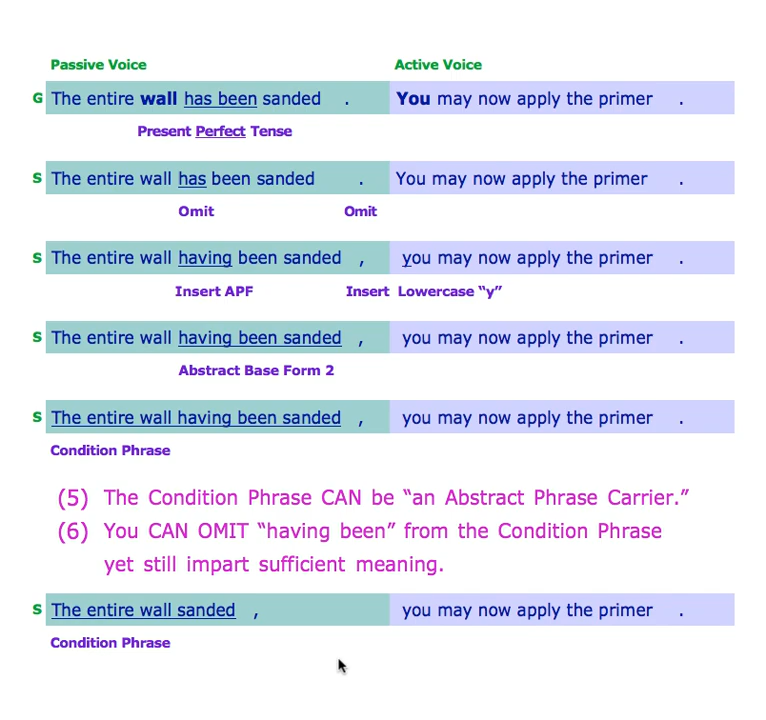 Passive Voice Active Voice
G The entire wall has been sanded . You may now apply the primer .
Present Perfect Tense
S The entire wall has been sanded . You may now apply the primer .
Omit Omit
S The entire wall having been sanded , you may now apply the primer .
Insert APF Insert Lowercase “y”
S The entire wall having been sanded , you may now apply the primer .
Abstract Base Form 2
S The entire wall having been sanded , you may now apply the primer .
Condition Phrase
(5) The Condition Phrase CAN be “an Abstract Phrase Carrier.”
(6) You CAN OMIT “having been” from the Condition Phrase
yet still impart sufficient meaning.
S The entire wall sanded , you may now apply the primer .
Condition Phrase